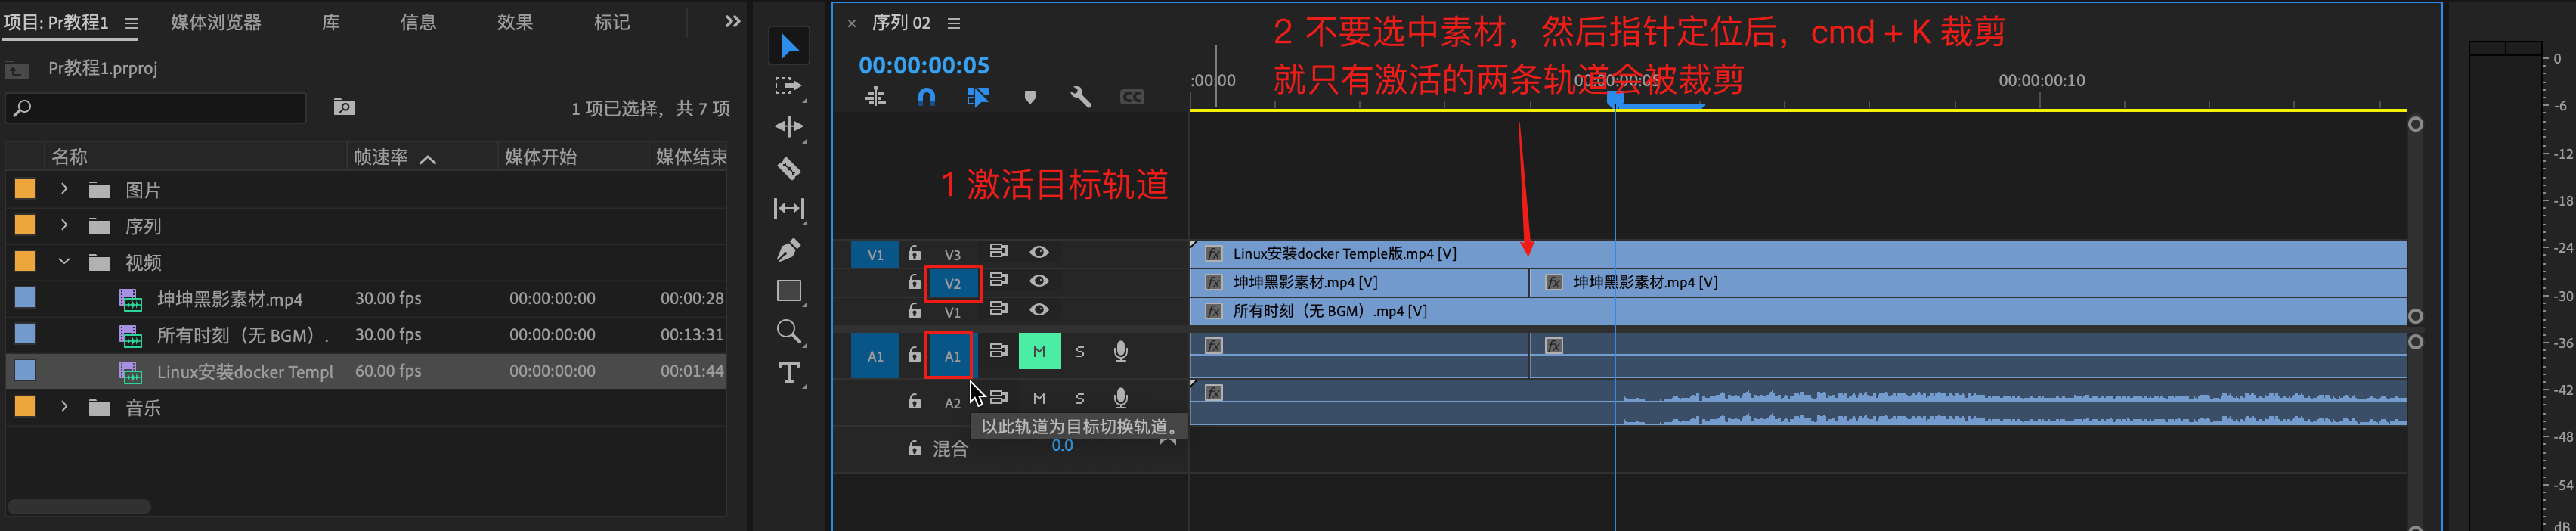 项目: Pr教程1
媒体浏览器
库
信息
效果
标记
Pr教程1.prproj
1 项已选择，共 7 项
名称
帧速率
媒体开始
媒体结束
图片
序列
视频
坤坤黑影素材.mp4
30.00 fps
00:00:00:00
00:00:28
所有时刻（无 BGM）.
30.00 fps
00:00:00:00
00:13:31
Linux安装docker Templ
60.00 fps
00:00:00:00
00:01:44
音乐
T
× 序列 02
00:00:00:05
CC
2 不要选中素材，然后指针定位后，cmd + K 裁剪
就只有激活的两条轨道会被裁剪
:00:00
00:00:00:05
00:00:00:10
1 激活目标轨道
V1
V3
fx
Linux安装docker Temple版.mp4 [V]
V2
fx
坤坤黑影素材.mp4 [V]
fx
坤坤黑影素材.mp4 [V]
V1
fx
所有时刻（无 BGM）.mp4 [V]
A1
A1
M
S
fx
fx
A2
M
S
fx
以此轨道为目标切换轨道。
混合
0.0
0
-6
-12
-18
-24
-30
-36
-42
-48
-54
dB